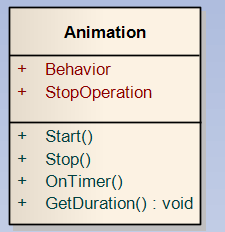 Animation
+ Behavior
+ StopOperation
+ Start()
+ Stop()
+ OnTimer()
+ GetDuration() : void